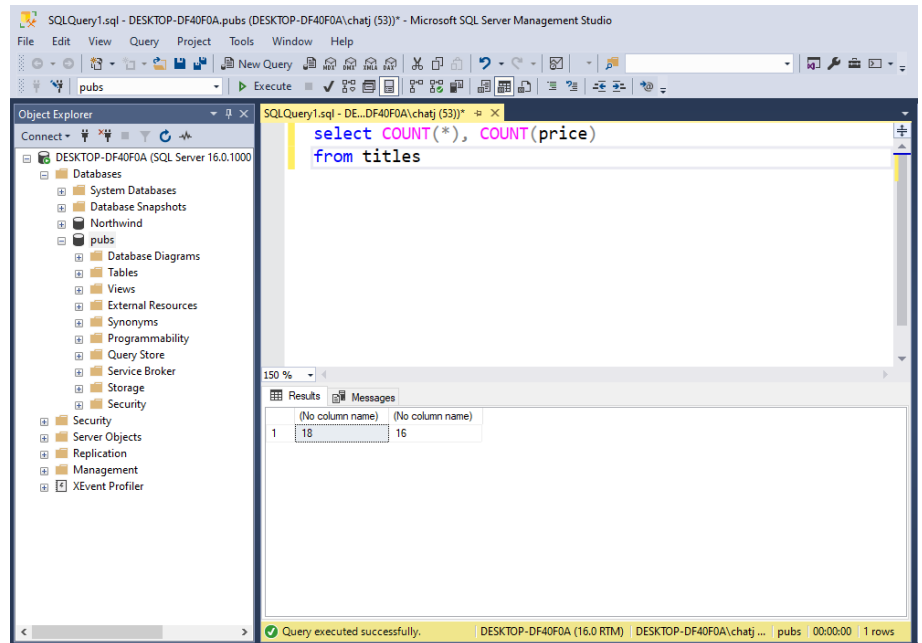 SQLQuery1.sql - DESKTOP-DF40F0A.pubs (DESKTOP-DF40F0A\chatj (53))* - Microsoft SQL Server Management Studio
File Edit View Query Project Tools Window Help
New Query
pubs Execute
Object Explorer
Connect
DESKTOP-DF40F0A (SQL Server 16.0.1000
Databases
System Databases
Database Snapshots
Northwind
pubs
Database Diagrams
Tables
Views
External Resources
Synonyms
Programmability
Query Store
Service Broker
Storage
Security
Security
Server Objects
Replication
Management
XEvent Profiler
SQLQuery1.sql - DE...DF40F0A\chatj (53))*
select COUNT(*), COUNT(price)
from titles
150 %
Results Messages
(No column name) (No column name)
1 18 16
Query executed successfully. DESKTOP-DF40F0A (16.0 RTM) DESKTOP-DF40F0A\chatj ... pubs 00:00:00 1 rows